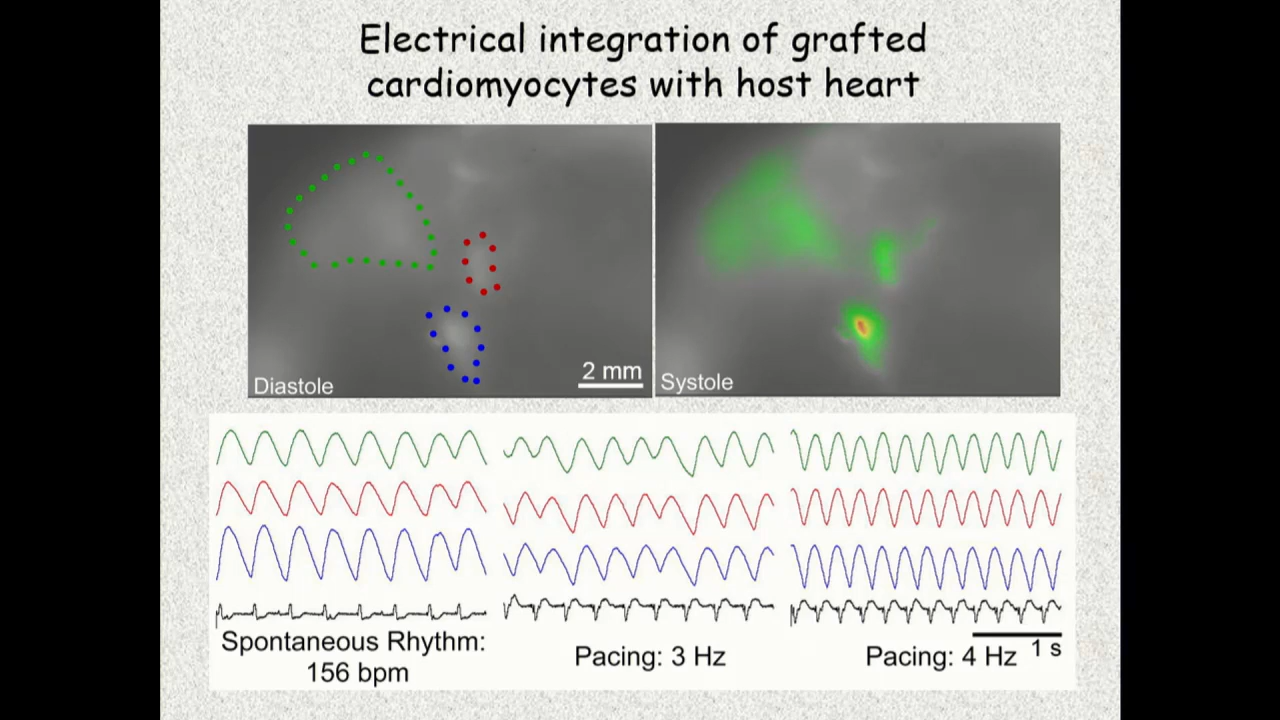 Electrical integration of grafted
cardiomyocytes with host heart
Diastole
2 mm
Systole
Spontaneous Rhythm:
156 bpm
Pacing: 3 Hz
Pacing: 4 Hz
1 s